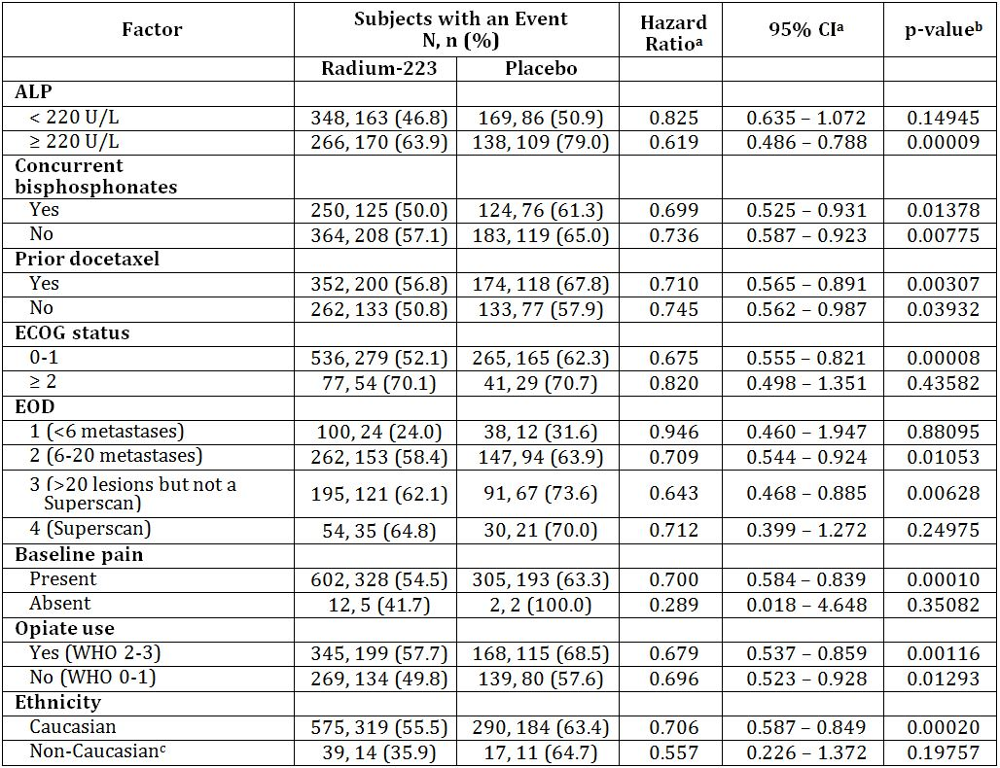 Factor Subjects with an Event N, n (%) Hazard Ratioᵃ 95% CIᵃ p-valueᵇ
Radium-223 Placebo
ALP
< 220 U/L 348, 163 (46.8) 169, 86 (50.9) 0.825 0.635 – 1.072 0.14945
≥ 220 U/L 266, 170 (63.9) 138, 109 (79.0) 0.619 0.486 – 0.788 0.00009
Concurrent
bisphosphonates
Yes 250, 125 (50.0) 124, 76 (61.3) 0.699 0.525 – 0.931 0.01378
No 364, 208 (57.1) 183, 119 (65.0) 0.736 0.587 – 0.923 0.00775
Prior docetaxel
Yes 352, 200 (56.8) 174, 118 (67.8) 0.710 0.565 – 0.891 0.00307
No 262, 133 (50.8) 133, 77 (57.9) 0.745 0.562 – 0.987 0.03932
ECOG status
0-1 536, 279 (52.1) 265, 165 (62.3) 0.675 0.555 – 0.821 0.00008
≥ 2 77, 54 (70.1) 41, 29 (70.7) 0.820 0.498 – 1.351 0.43582
EOD
1 (<6 metastases) 100, 24 (24.0) 38, 12 (31.6) 0.946 0.460 – 1.947 0.88095
2 (6-20 metastases) 262, 153 (58.4) 147, 94 (63.9) 0.709 0.544 – 0.924 0.01053
3 (>20 lesions but not a
Superscan) 195, 121 (62.1) 91, 67 (73.6) 0.643 0.468 – 0.885 0.00628
4 (Superscan) 54, 35 (64.8) 30, 21 (70.0) 0.712 0.399 – 1.272 0.24975
Baseline pain
Present 602, 328 (54.5) 305, 193 (63.3) 0.700 0.584 – 0.839 0.00010
Absent 12, 5 (41.7) 2, 2 (100.0) 0.289 0.018 – 4.648 0.35082
Opiate use
Yes (WHO 2-3) 345, 199 (57.7) 168, 115 (68.5) 0.679 0.537 – 0.859 0.00116
No (WHO 0-1) 269, 134 (49.8) 139, 80 (57.6) 0.696 0.523 – 0.928 0.01293
Ethnicity
Caucasian 575, 319 (55.5) 290, 184 (63.4) 0.706 0.587 – 0.849 0.00020
Non-Caucasianᶜ 39, 14 (35.9) 17, 11 (64.7) 0.557 0.226 – 1.372 0.19757